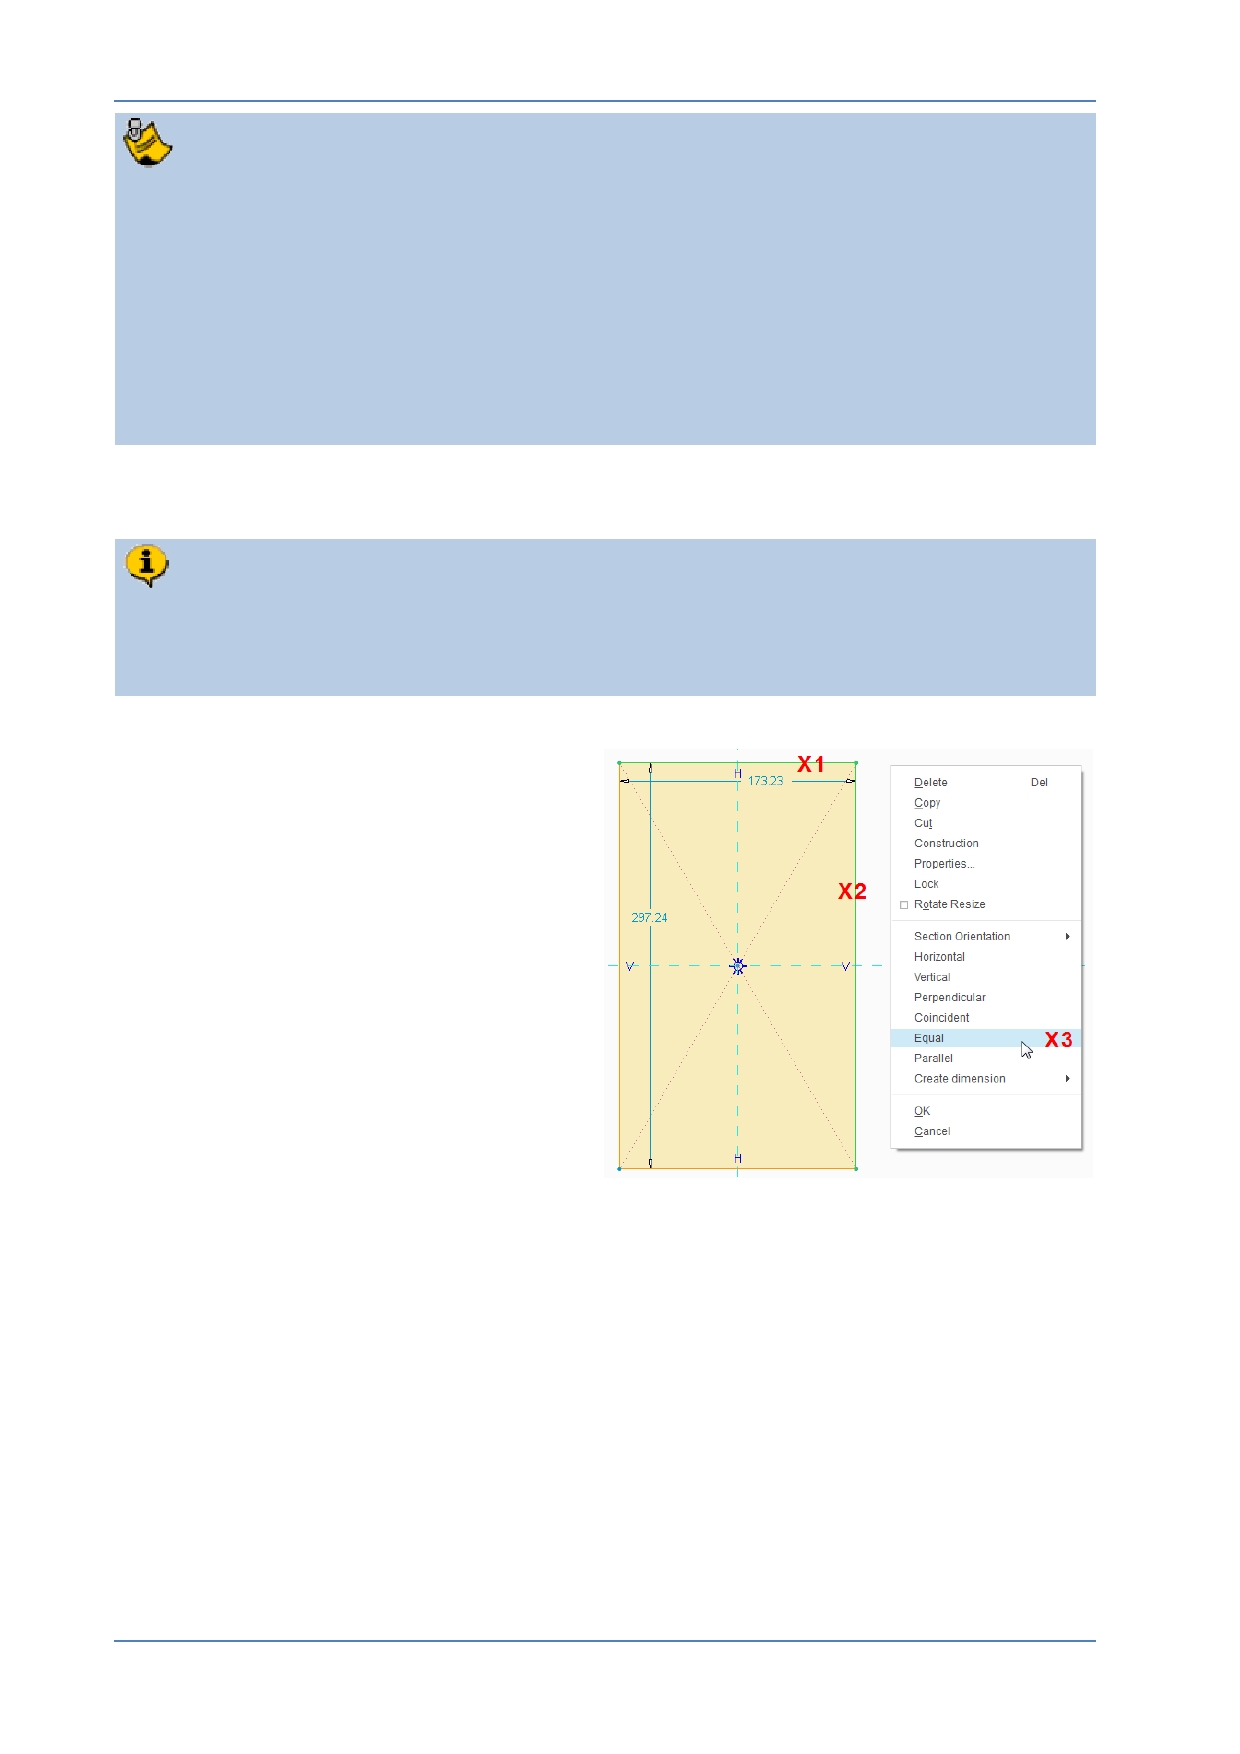 X1
H
173.23
X2
297.24
V
V
H
Delete Del
Copy
Cut
Construction
Properties...
Lock
Rotate Resize
Section Orientation
Horizontal
Vertical
Perpendicular
Coincident
Equal X3
Parallel
Create dimension
OK
Cancel